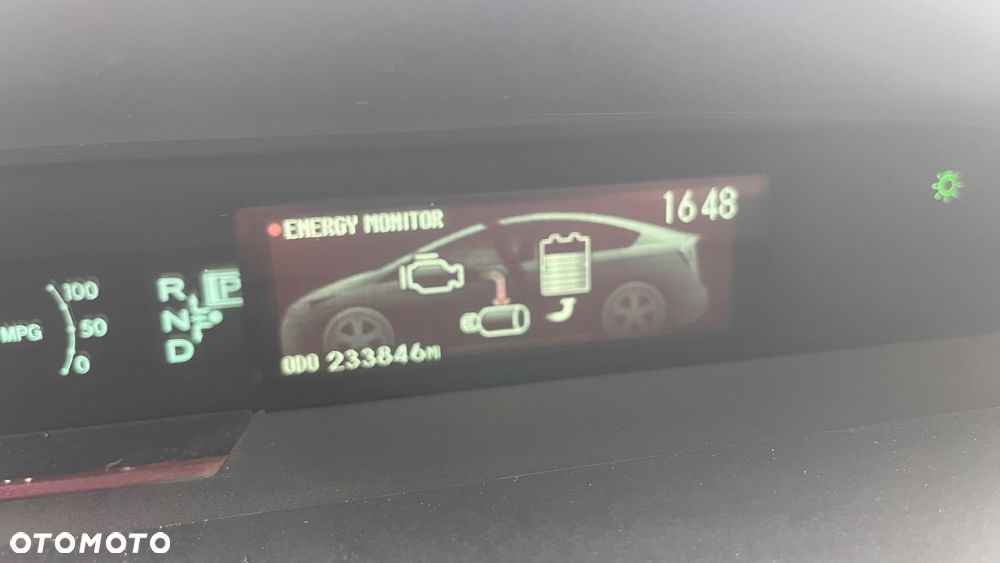 ENERGY MONITOR
1648
100
MPG
50
0
R
P
N
D
ODO 233846M
OTOMOTO